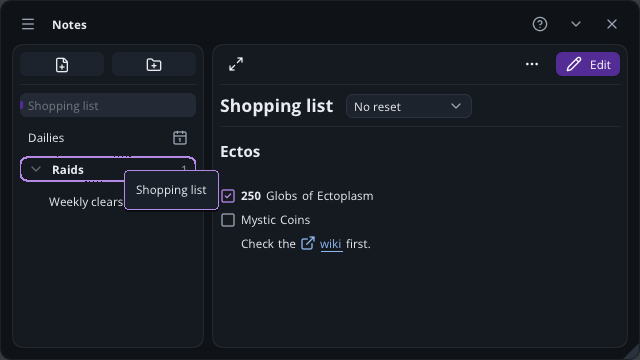 Notes
Edit
Shopping list
Dailies
Raids 1
Weekly clears
Shopping list
Shopping list
No reset
Ectos
250 Globs of Ectoplasm
Mystic Coins
Check the wiki first.